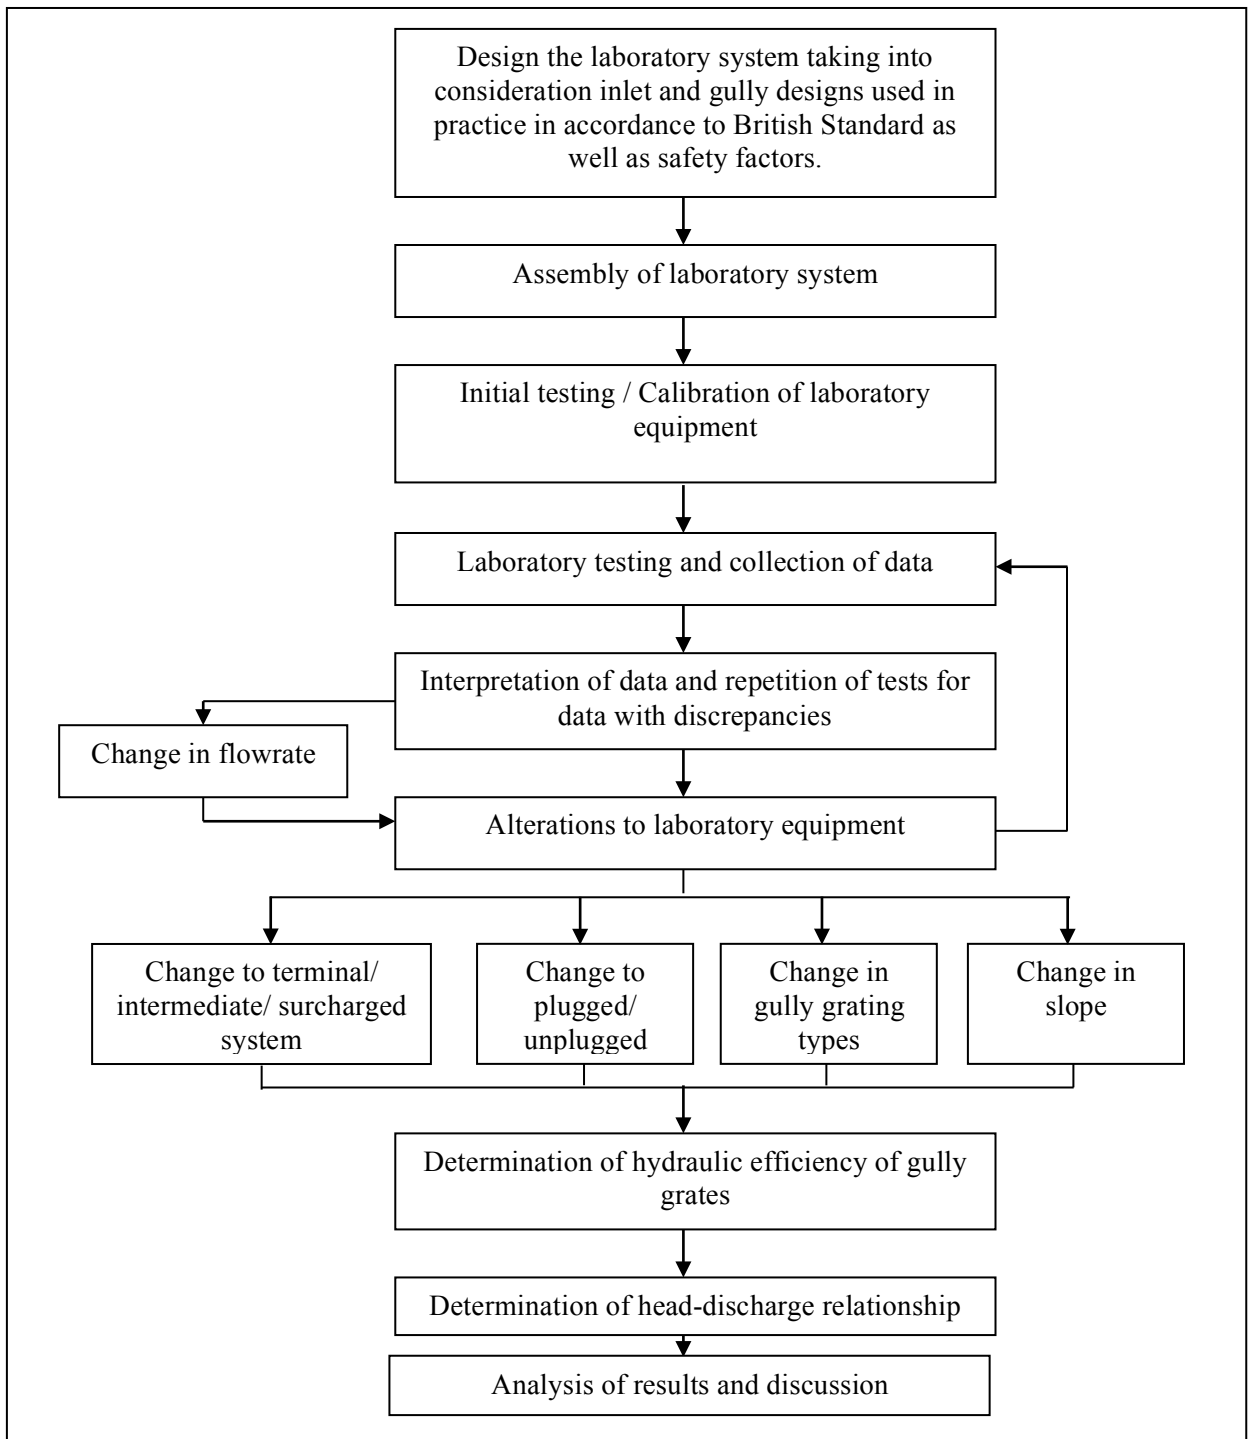 Design the laboratory system taking into
consideration inlet and gully designs used in
practice in accordance to British Standard as
well as safety factors.
Assembly of laboratory system
Initial testing / Calibration of laboratory
equipment
Laboratory testing and collection of data
Interpretation of data and repetition of tests for
data with discrepancies
Change in flowrate
Alterations to laboratory equipment
Change to terminal/
intermediate/ surcharged
system
Change to
plugged/
unplugged
Change in
gully grating
types
Change in
slope
Determination of hydraulic efficiency of gully
grates
Determination of head-discharge relationship
Analysis of results and discussion